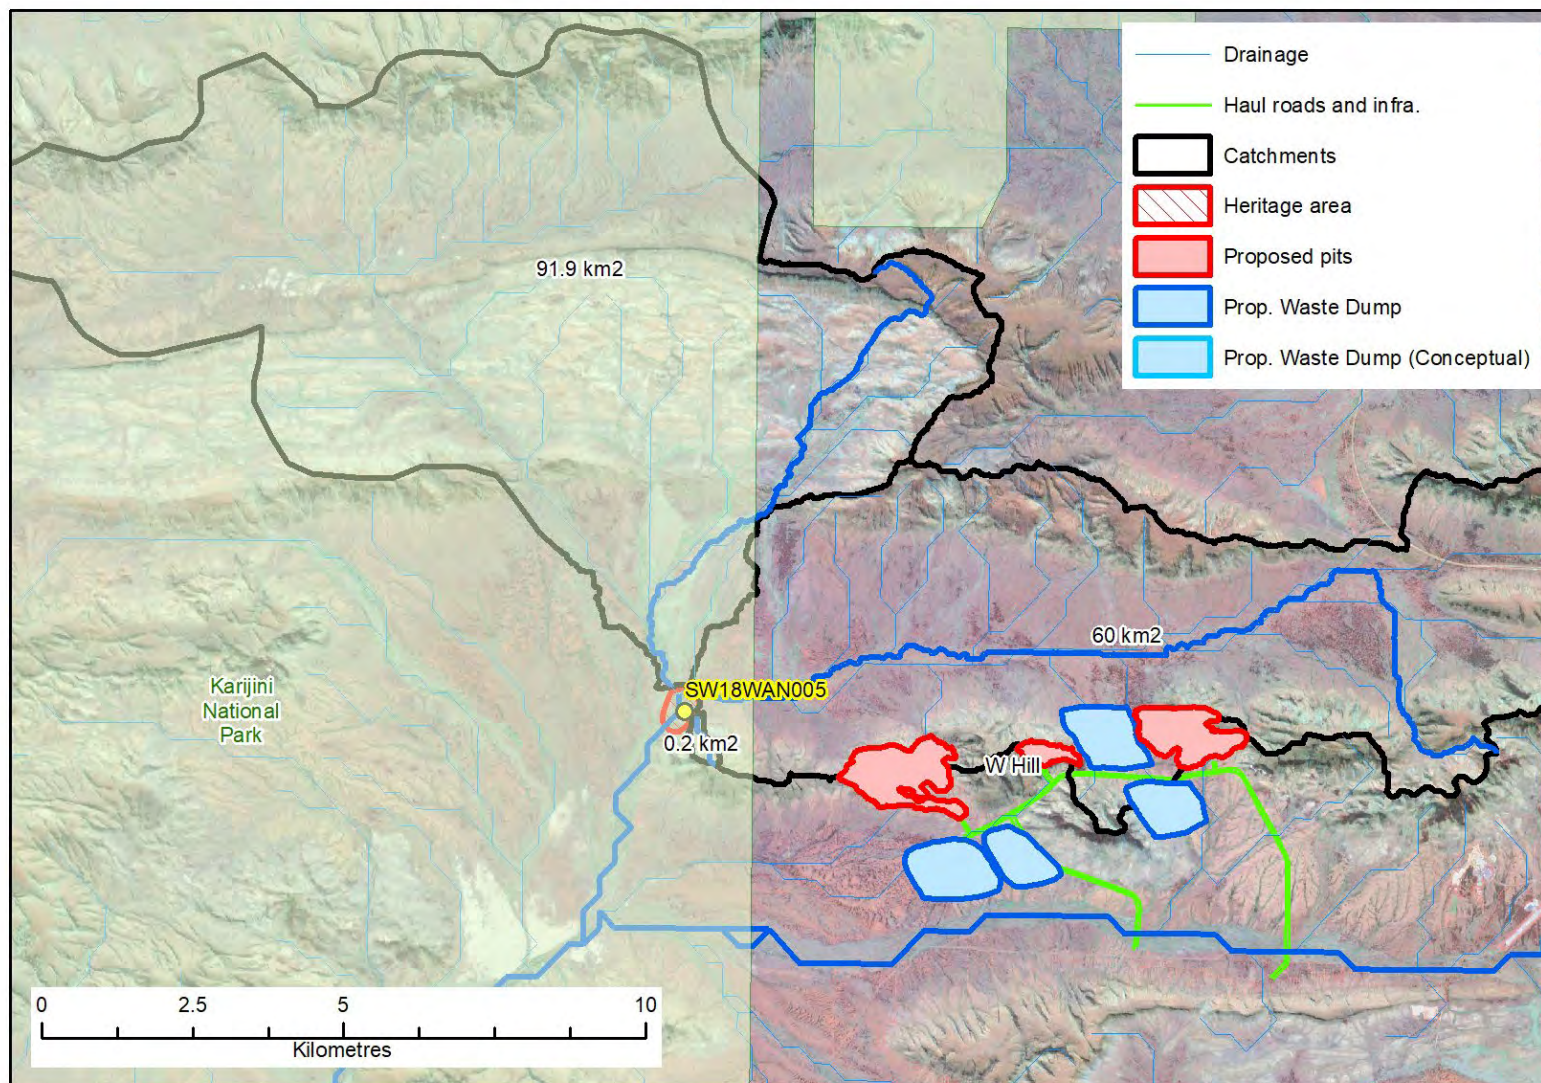 Drainage
Haul roads and infra.
Catchments
Heritage area
Proposed pits
Prop. Waste Dump
Prop. Waste Dump (Conceptual)
91.9 km2
60 km2
SW18WAN005
Karijini
National
Park
0.2 km2
W Hill
0 2.5 5 10
Kilometres